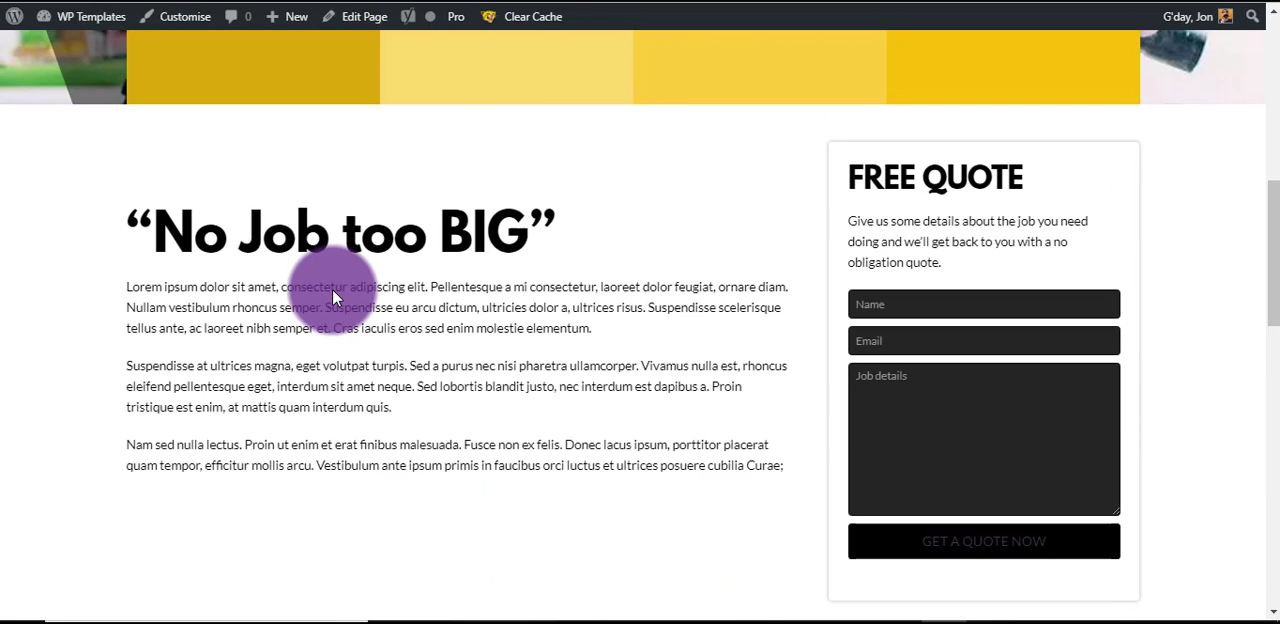 WP Templates Customise 0 New Edit Page Pro Clear Cache G'day, Jon
“No Job too BIG”
Lorem ipsum dolor sit amet, consectetur adipiscing elit. Pellentesque a mi consectetur, laoreet dolor feugiat, ornare diam.
Nullam vestibulum rhoncus semper. Suspendisse eu arcu dictum, ultricies dolor a, ultrices risus. Suspendisse scelerisque
tellus ante, ac laoreet nibh semper et. Cras iaculis eros sed enim molestie elementum.
Suspendisse at ultrices magna, eget volutpat turpis. Sed a purus nec nisi pharetra ullamcorper. Vivamus nulla est, rhoncus
eleifend pellentesque eget, interdum sit amet neque. Sed lobortis blandit justo, nec interdum est dapibus a. Proin
tristique est enim, at mattis quam interdum quis.
Nam sed nulla lectus. Proin ut enim et erat finibus malesuada. Fusce non ex felis. Donec lacus ipsum, porttitor placerat
quam tempor, efficitur mollis arcu. Vestibulum ante ipsum primis in faucibus orci luctus et ultrices posuere cubilia Curae;
FREE QUOTE
Give us some details about the job you need
doing and we'll get back to you with a no
obligation quote.
Name
Email
Job details
GET A QUOTE NOW